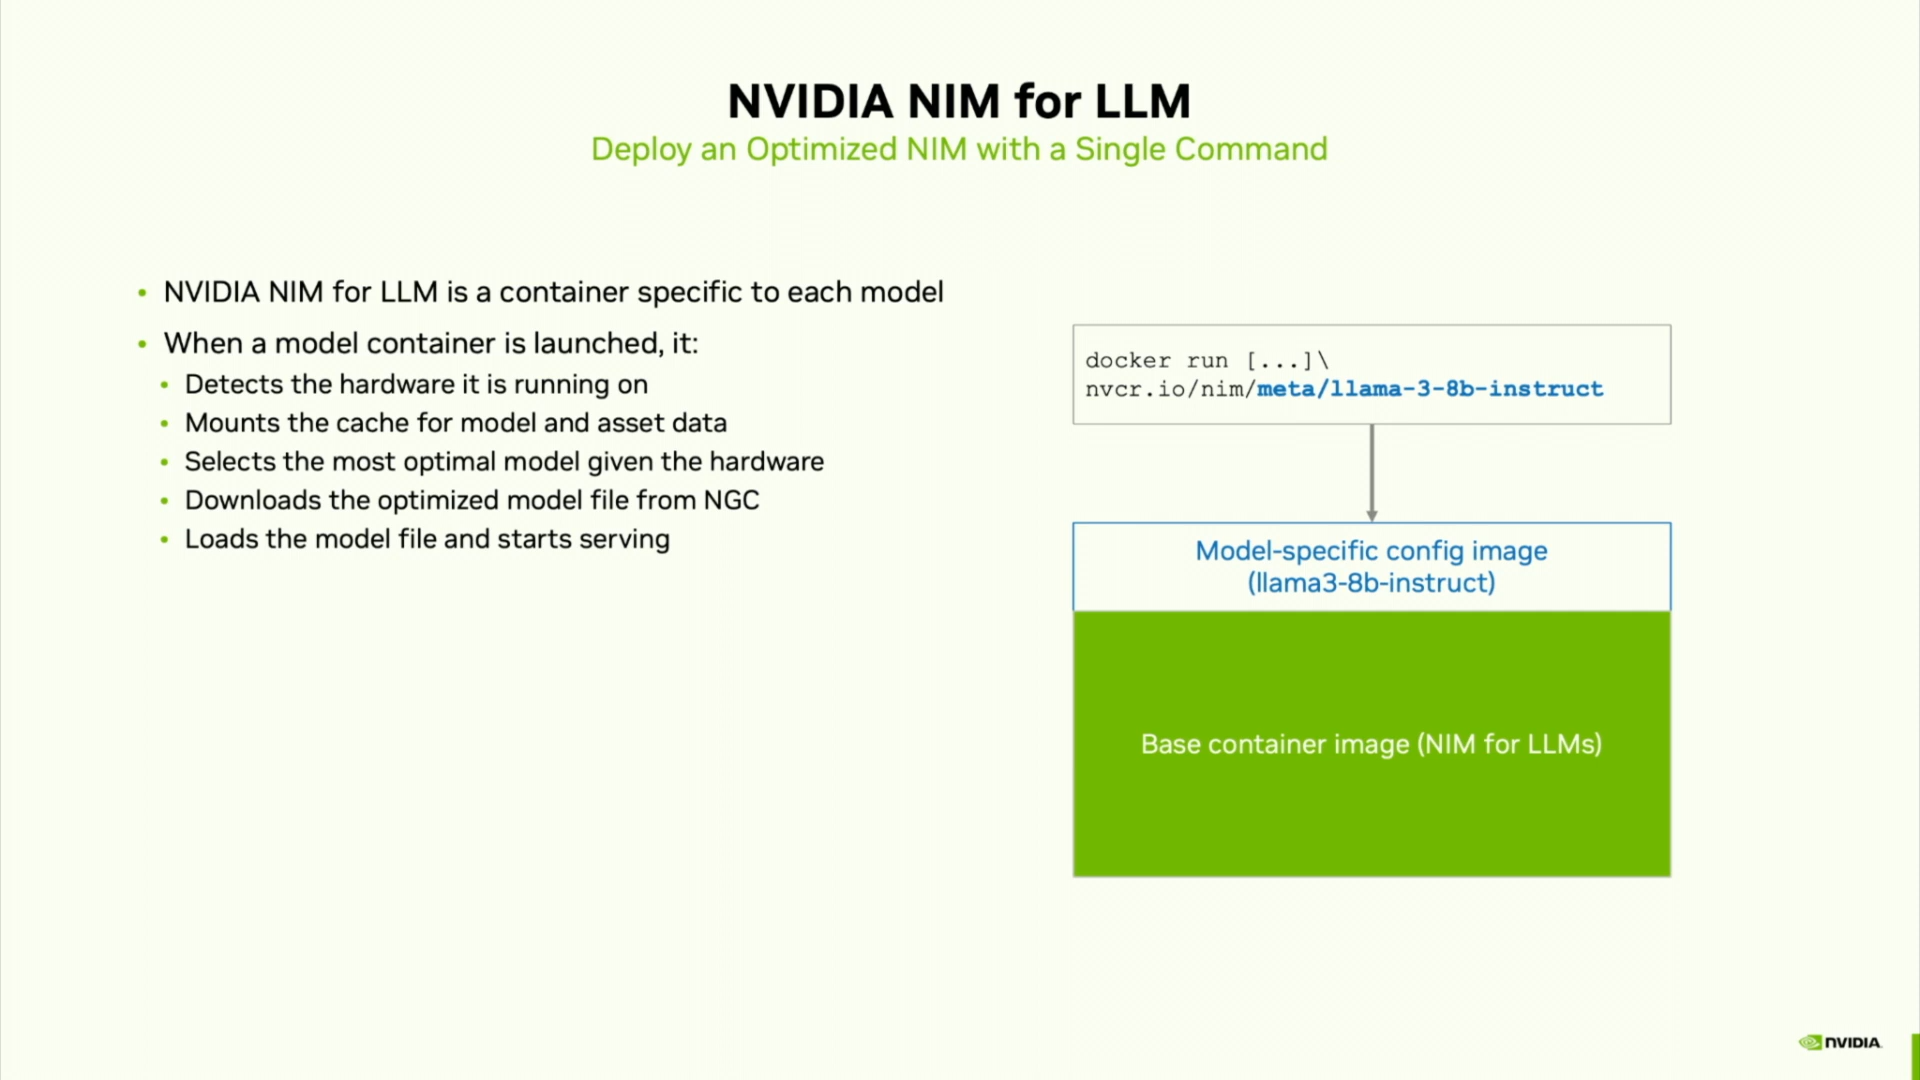 NVIDIA NIM for LLM
Deploy an Optimized NIM with a Single Command
• NVIDIA NIM for LLM is a container specific to each model
• When a model container is launched, it:
• Detects the hardware it is running on
• Mounts the cache for model and asset data
• Selects the most optimal model given the hardware
• Downloads the optimized model file from NGC
• Loads the model file and starts serving
docker run [...]\
nvcr.io/nim/meta/llama-3-8b-instruct
Model-specific config image
(llama3-8b-instruct)
Base container image (NIM for LLMs)
NVIDIA